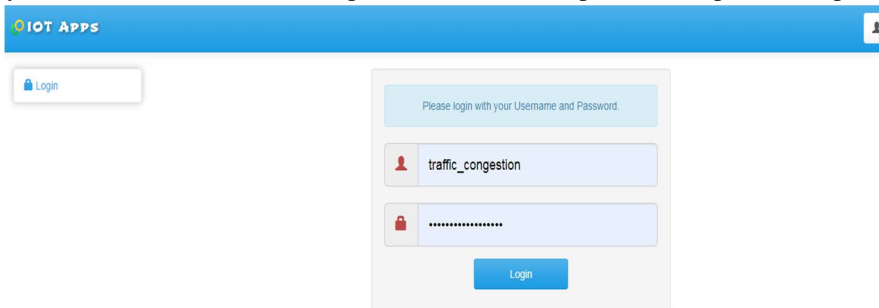 IOT APPS
Login
Please login with your Username and Password.
traffic_congestion
••••••••••••••••••
Login